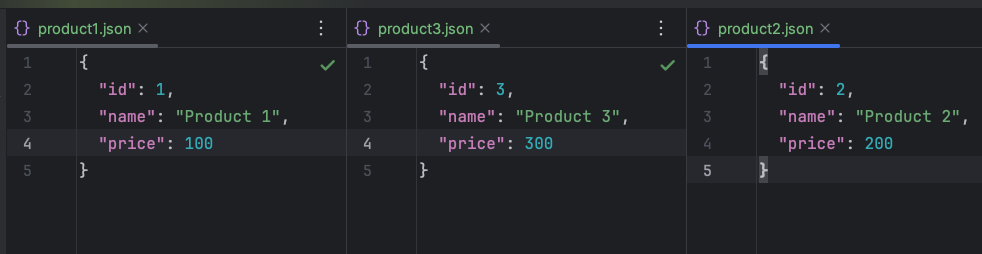 product1.json
1 {
2 "id": 1,
3 "name": "Product 1",
4 "price": 100
5 }
product3.json
1 {
2 "id": 3,
3 "name": "Product 3",
4 "price": 300
5 }
product2.json
1 {
2 "id": 2,
3 "name": "Product 2",
4 "price": 200
5 }